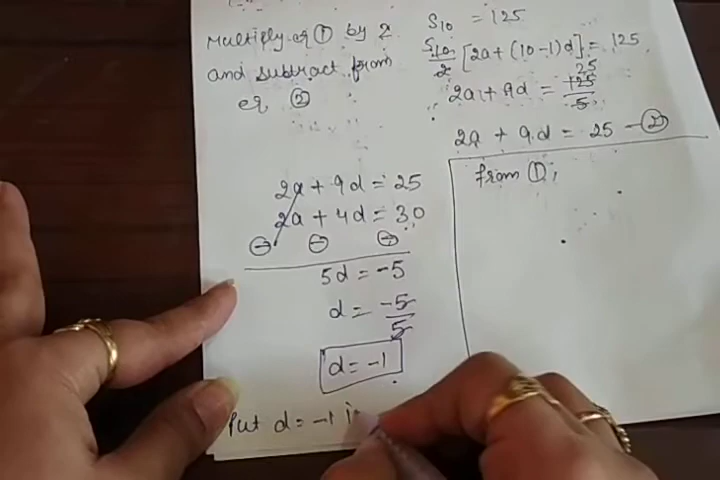 Multiply eq ① by 2
and subtract from
eq ②
2a + 9d = 25
2a + 4d = 30
⊖ ⊖ ⊖
5d = -5
d = -5/5
d = -1
Put d = -1 in
S10 = 125
10/2 [2a + (10-1)d] = 125
25
2a + 9d = 125/5
2a + 9d = 25 - ②
from ①,